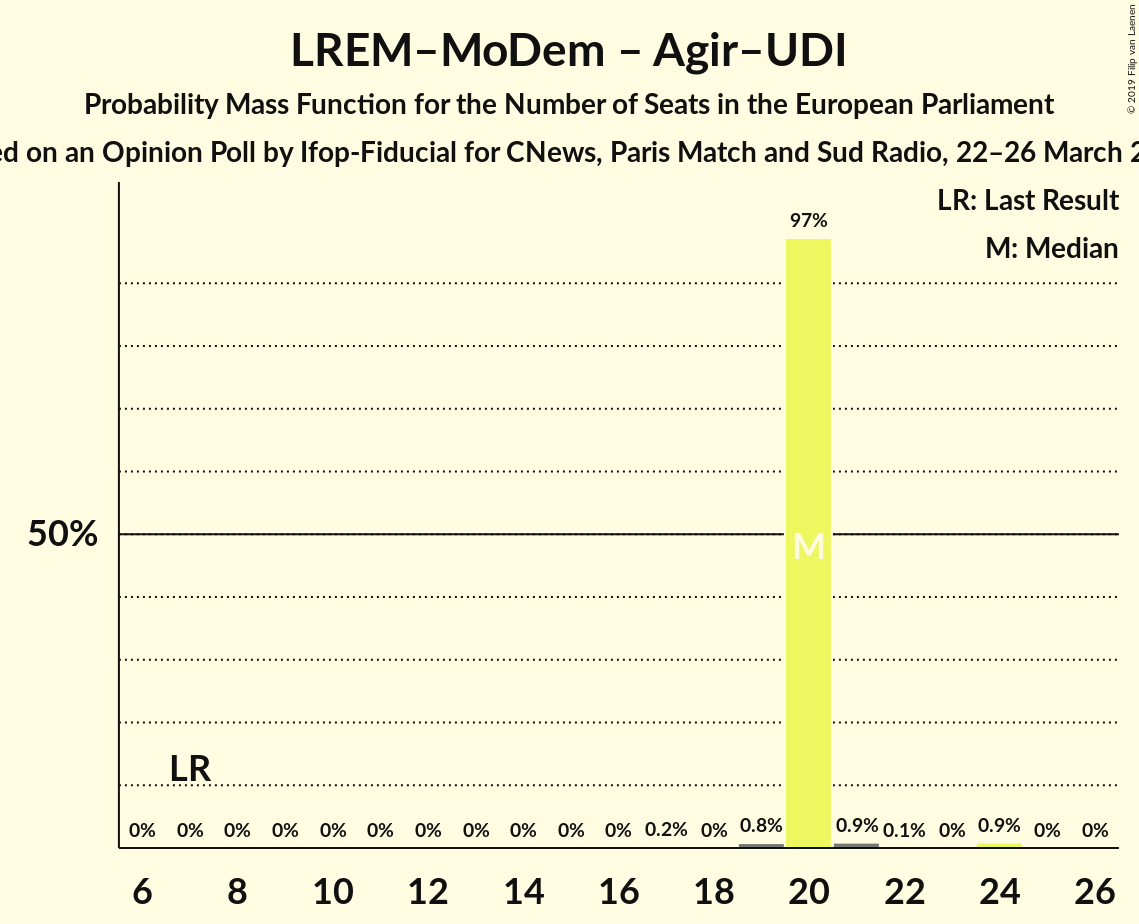 LREM–MoDem – Agir–UDI
Probability Mass Function for the Number of Seats in the European Parliament
on an Opinion Poll by Ifop-Fiducial for CNews, Paris Match and Sud Radio, 22–26 March
© 2019 Filip van Laenen
LR: Last Result
M: Median
97%
50%
M
LR
0% 0% 0% 0% 0% 0% 0% 0% 0% 0% 0% 0.2% 0% 0.8% 0.9% 0.1% 0% 0.9% 0% 0%
6 8 10 12 14 16 18 20 22 24 26